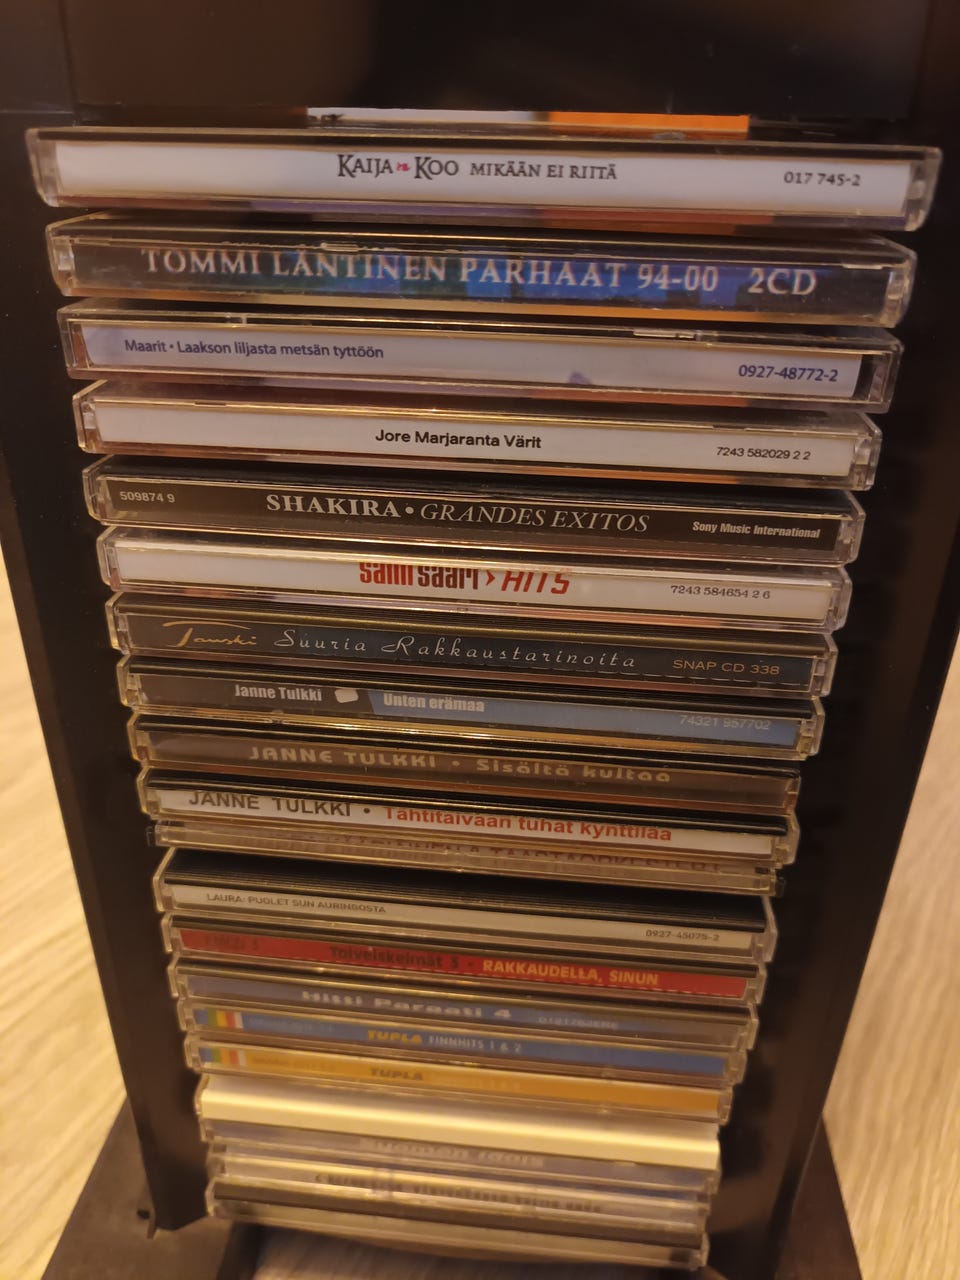 KAIJA KOO MIKÄÄN EI RIITÄ 017 745-2
TOMMI LÄNTINEN PARHAAT 94-00 2CD
Maarit • Laakson liljasta metsän tyttöön 0927-48772-2
Jore Marjaranta Värit 7243 582029 2 2
509874 9 SHAKIRA • GRANDES EXITOS Sony Music International
sami saari > HITS 7243 584654 2 6
Tauski Suuria Rakkaustarinoita SNAP CD 338
Janne Tulkki Unten erämaa 74321 957702
JANNE TULKKI • Sisältä kultaa
JANNE TULKKI • Tähtitaivaan tuhat kynttilää
LAURA: PUOLET SUN AURINGOSTA 0927-45075-2
Toiveiskelmät 3 - RAKKAUDELLA, SINUN
Hitti Paraati 4
TUPLA FINNHITS 1 & 2
TUPLA